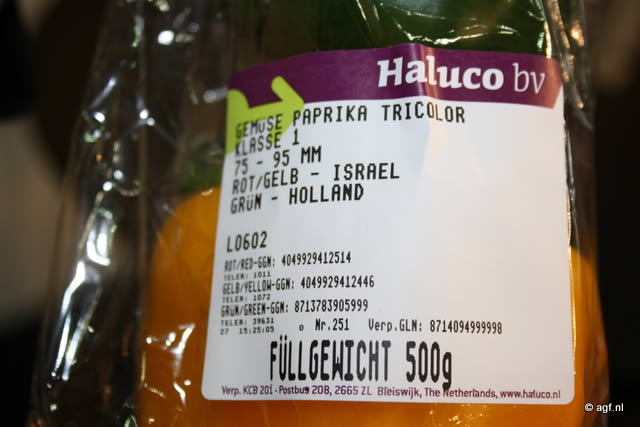 Haluco bv
GEMÜSE PAPRIKA TRICOLOR
KLASSE 1
75 - 95 MM
ROT/GELB - ISRAEL
GRÜN - HOLLAND
L0602
ROT/RED-GGN: 4049929412514
TELER: 1011
GELB/YELLOW-GGN: 4049929412446
TELER: 1072
GRÜN/GREEN-GGN: 8713783905999
TELER: 39631
27 15:25:05 o Nr.251 Verp.GLN: 8714094999998
FÜLLGEWICHT 500g
Verp. KCB 201 - Postbus 208, 2665 ZL Bleiswijk, The Netherlands, www.haluco.nl
© agf.nl